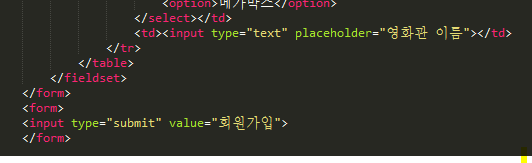 <option>메가박스</option>
</select></td>
<td><input type="text" placeholder="영화관 이름"></td>
</tr>
</table>
</fieldset>
</form>
<form>
<input type="submit" value="회원가입">
</form>